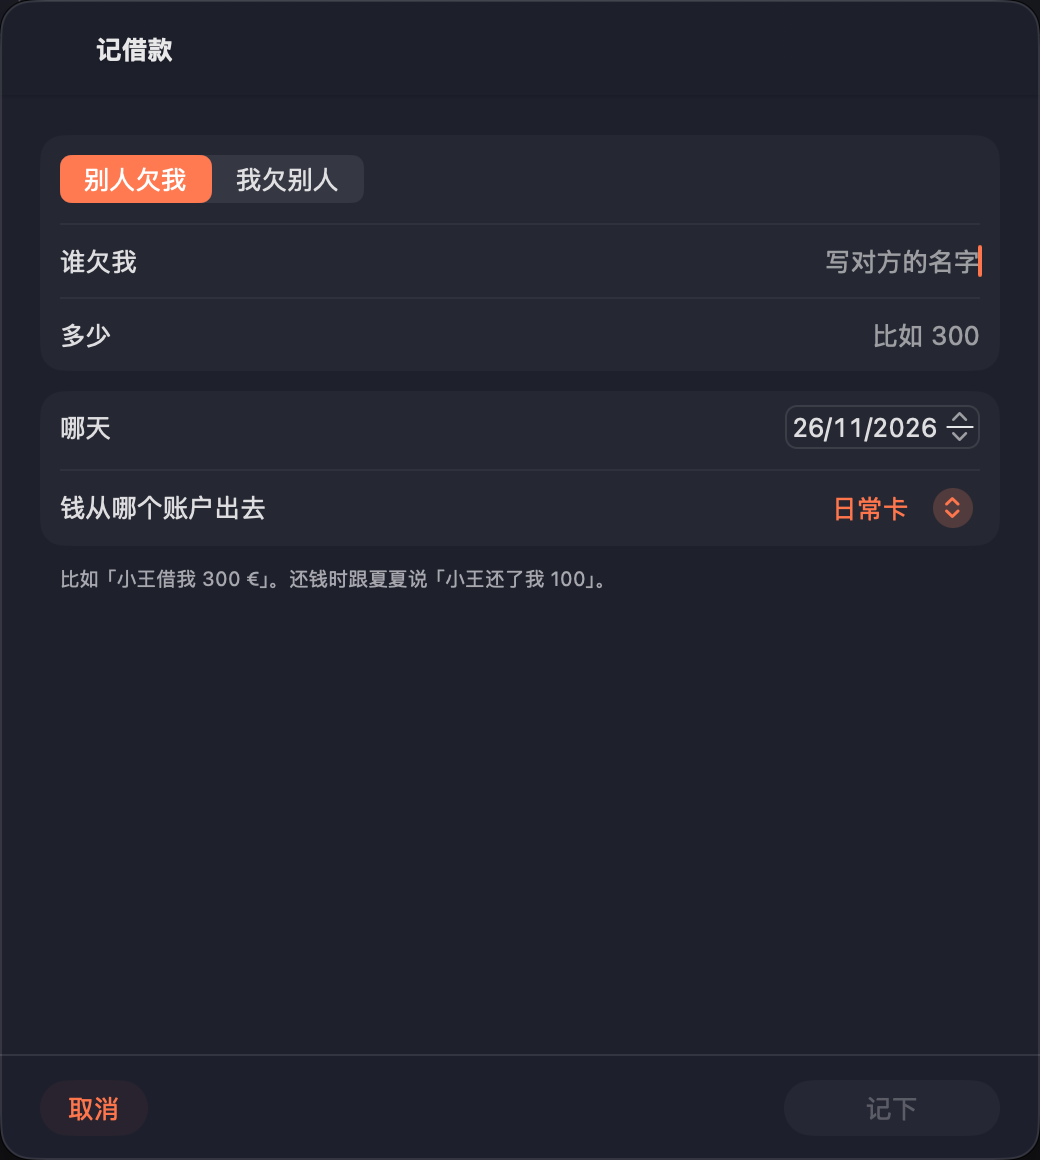 记借款
别人欠我 我欠别人
谁欠我 写对方的名字
多少 比如 300
哪天 26/11/2026
钱从哪个账户出去 日常卡
比如「小王借我 300 €」。还钱时跟夏夏说「小王还了我 100」。
取消 记下